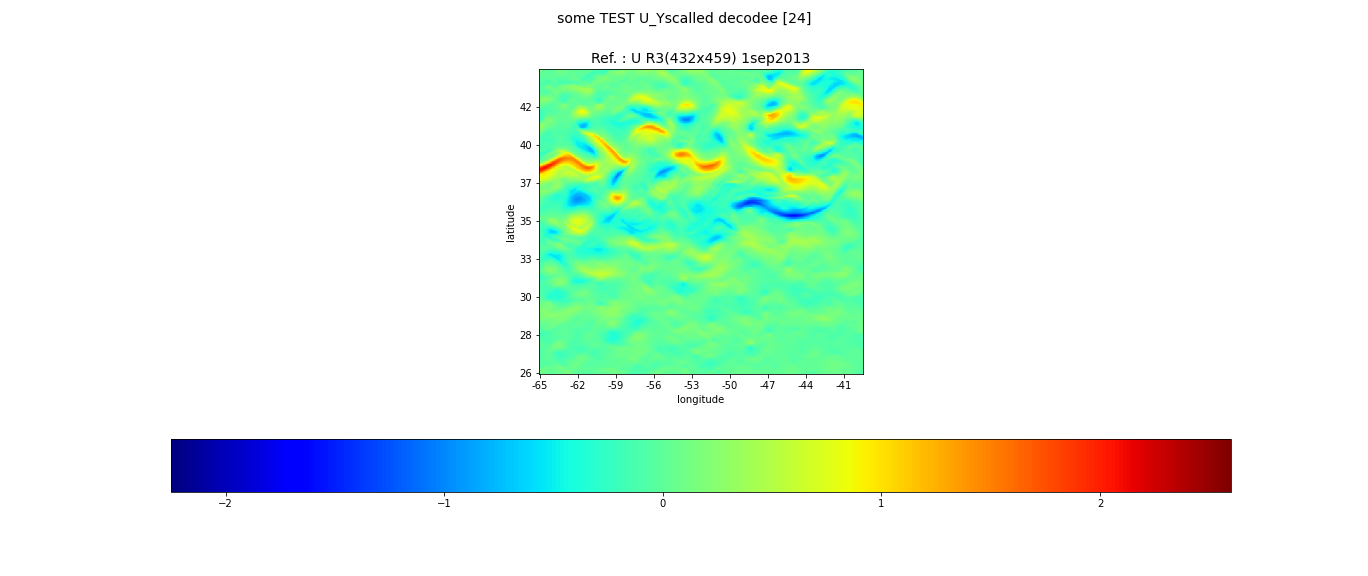 some TEST U_Yscalled decodee [24]
Ref. : U R3(432x459) 1sep2013
latitude
42
40
37
35
33
30
28
26
-65 -62 -59 -56 -53 -50 -47 -44 -41
longitude
−2 −1 0 1 2